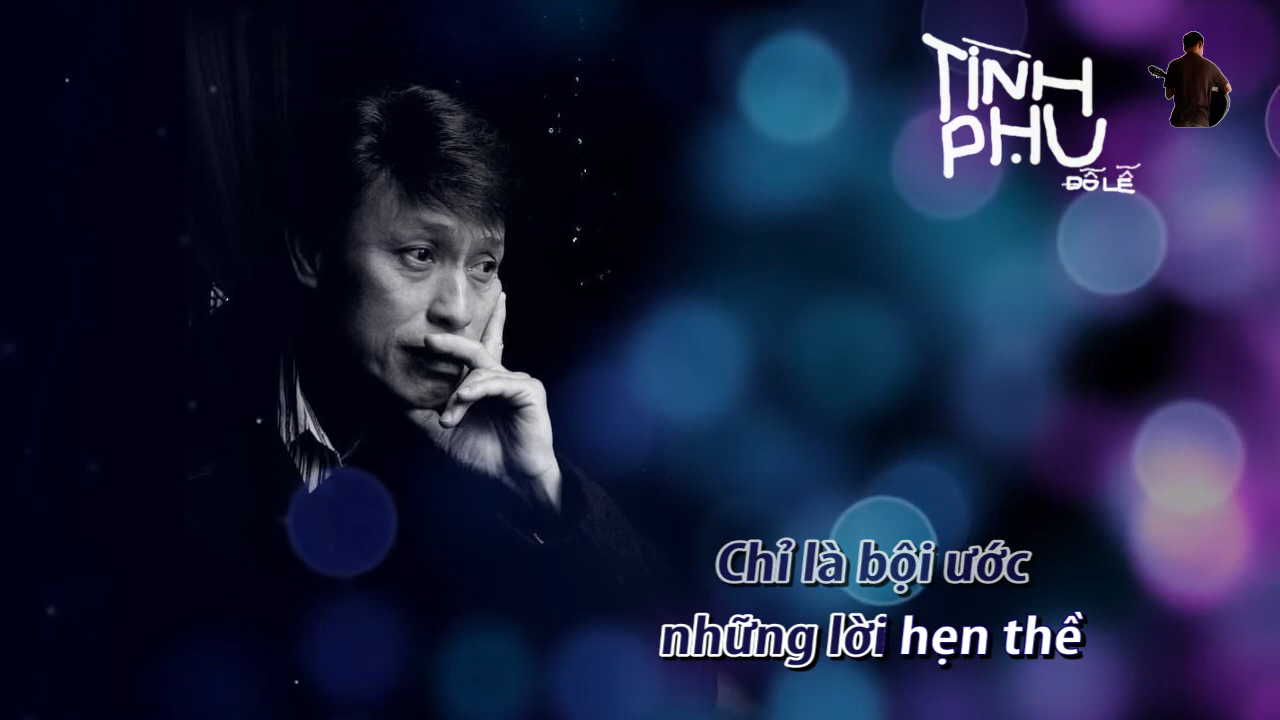 TÌNH
PHỤ
ĐỖ LỄ
Chỉ là bội ước
những lời hẹn thề